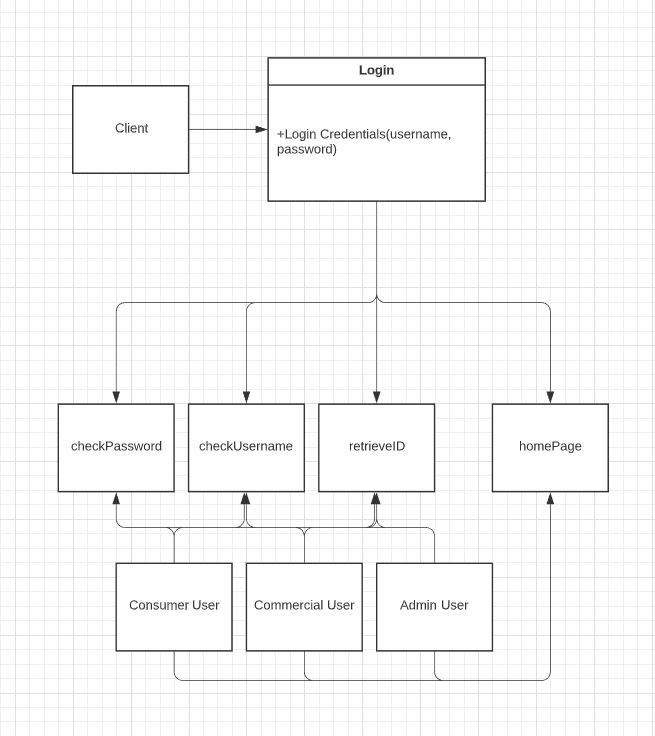 Login
Client
+Login Credentials(username,
password)
checkPassword
checkUsername
retrieveID
homePage
Consumer User
Commercial User
Admin User